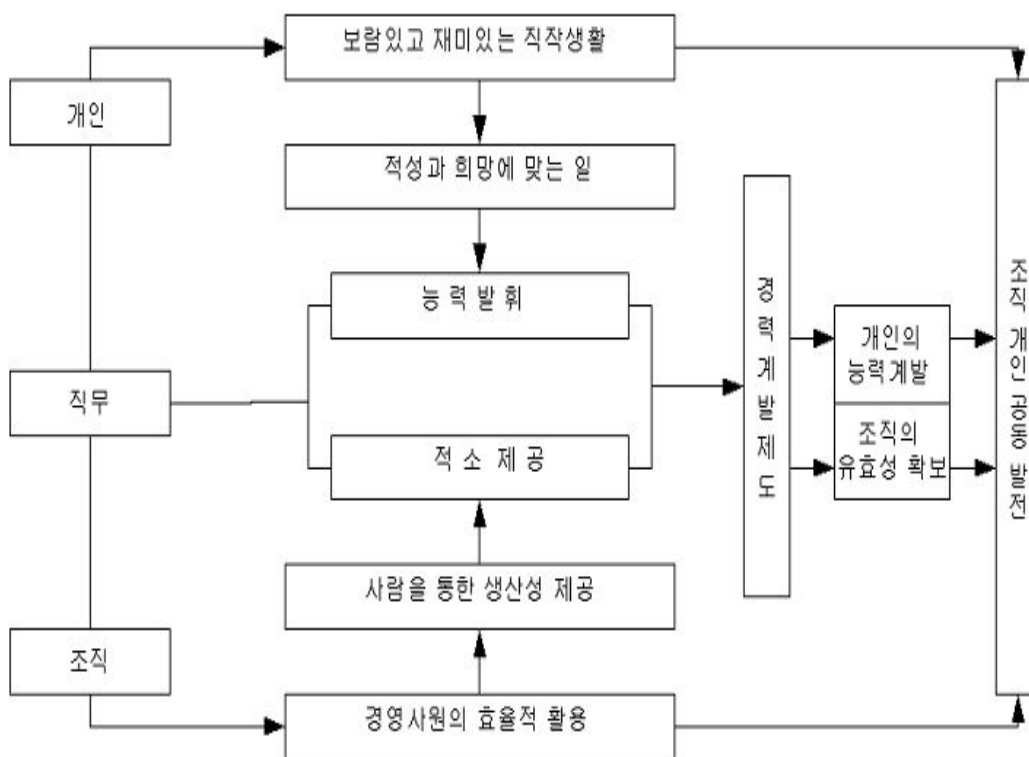 보람있고 재미있는 직작생활
개인
적성과 희망에 맞는 일
능 력 발 휘
직무
적 소 제 공
사람을 통한 생산성 제공
조직
경영사원의 효율적 활용
경력계발제도
개인의
능력계발
조직의
유효성 확보
조직 개인 공동 발전